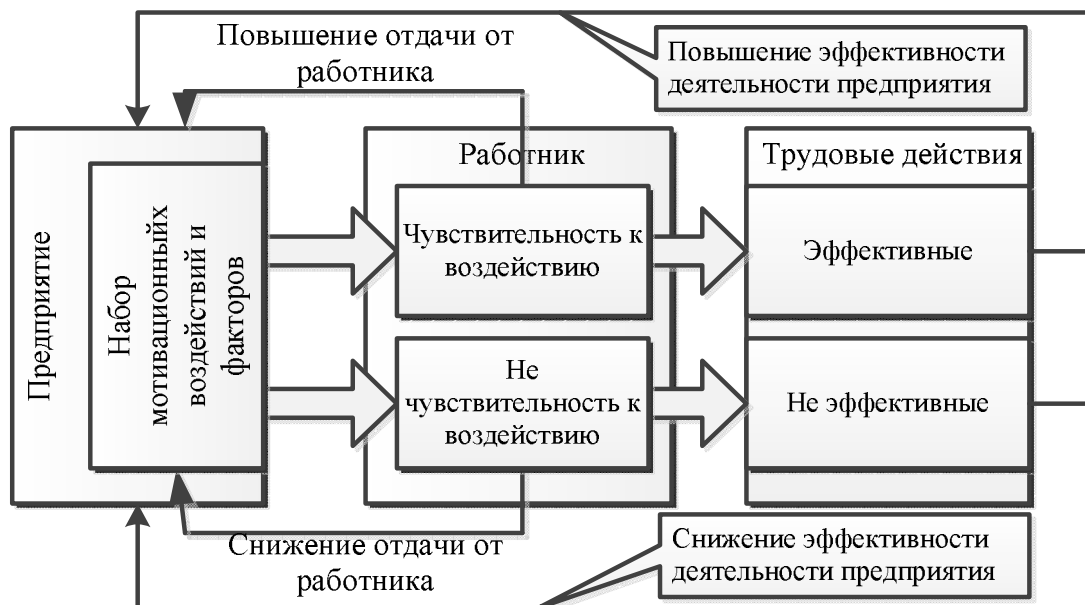 Повышение отдачи от
работника
Повышение эффективности
деятельности предприятия
Предприятие
Набор
мотивационныйх
воздействий и
факторов
Работник
Чувствительность к
воздействию
Не
чувствительность к
воздействию
Трудовые действия
Эффективные
Не эффективные
Снижение отдачи от
работника
Снижение эффективности
деятельности предприятия